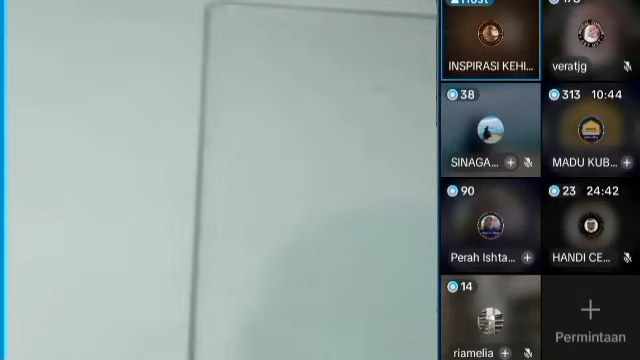 Host
INSPIRASI KEHI...
veratjg
38
SINAGA...
313 10:44
MADU KUB...
90
Perah Ishta...
23 24:42
HANDI CE...
14
riamelia
Permintaan